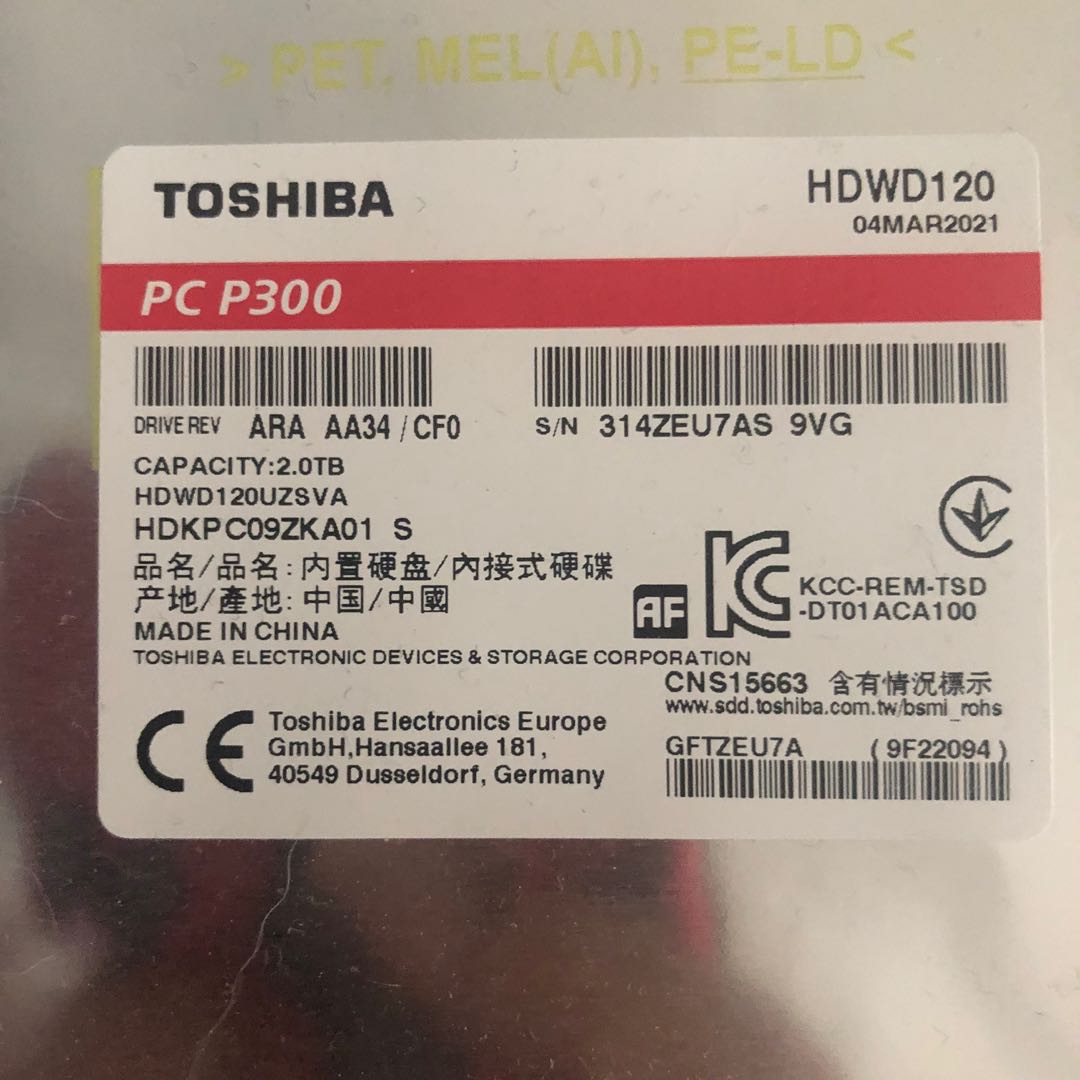 > PET, MEL(Al), PE-LD <
TOSHIBA
HDWD120
04MAR2021
PC P300
DRIVE REV ARA AA34 / CF0
S/N 314ZEU7AS 9VG
CAPACITY:2.0TB
HDWD120UZSVA
HDKPC09ZKA01 S
品名/品名: 内置硬盘/內接式硬碟
产地/產地: 中国/中國
MADE IN CHINA
TOSHIBA ELECTRONIC DEVICES & STORAGE CORPORATION
AF
KCC-REM-TSD
-DT01ACA100
CNS15663 含有情況標示
www.sdd.toshiba.com.tw/bsmi_rohs
CE
Toshiba Electronics Europe
GmbH,Hansaallee 181,
40549 Dusseldorf, Germany
GFTZEU7A (9F22094)